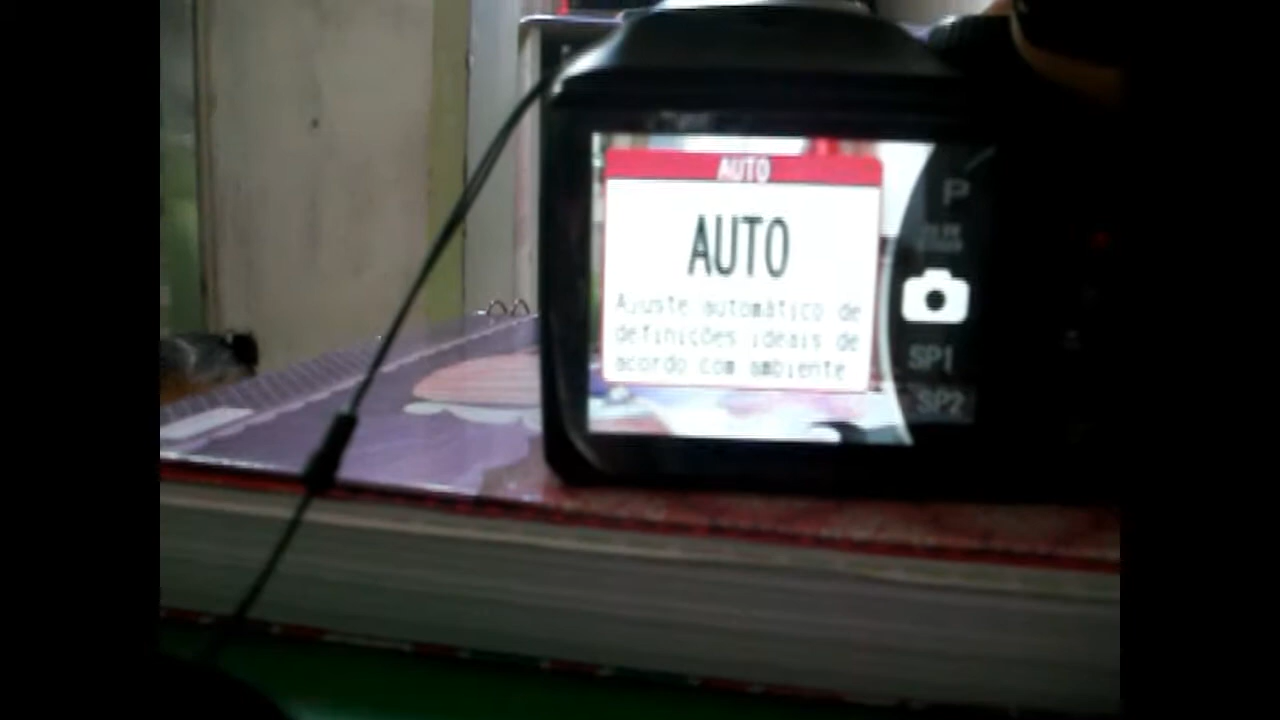 AUTO
AUTO
Ajuste automático de
definições ideais de
acordo com ambiente
P
SP1
SP2